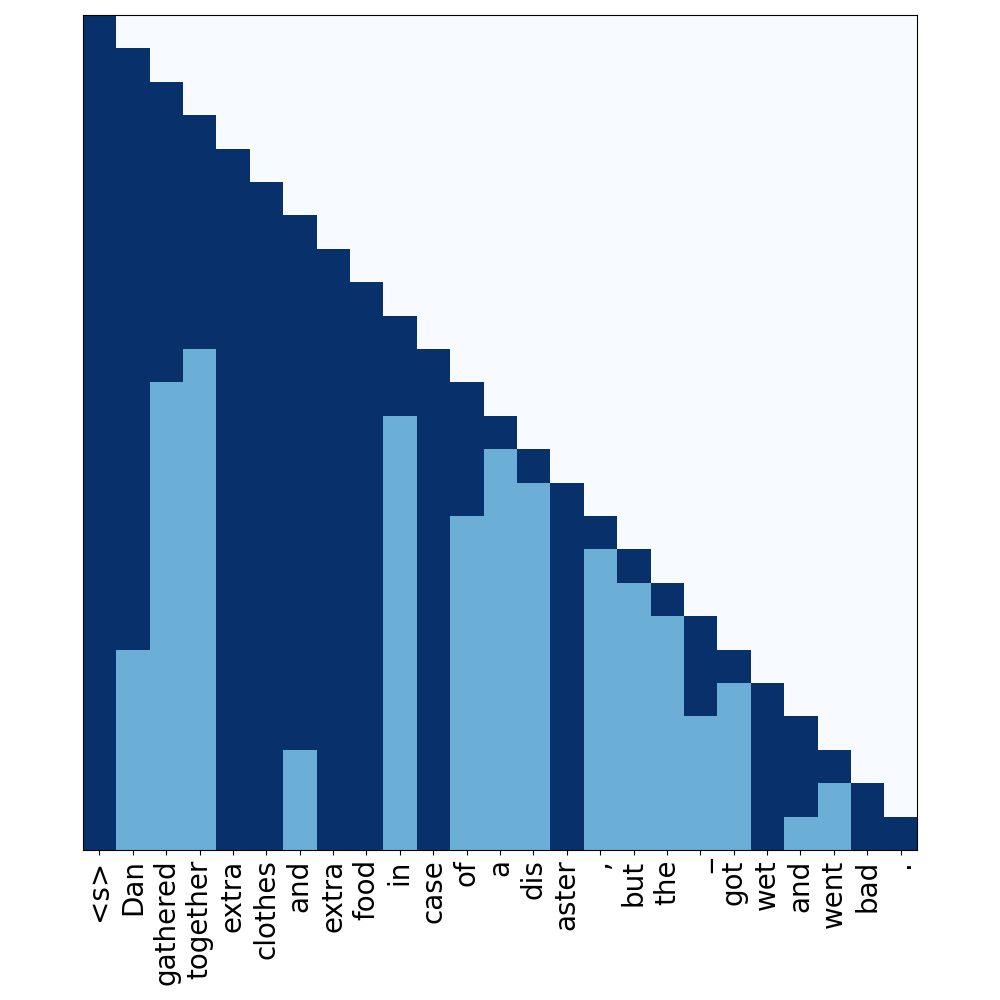 <s> Dan gathered together extra clothes and extra food in case of a dis aster , but the _ got wet and went bad .